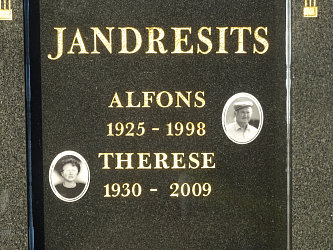 JANDRESITS
ALFONS
1925 - 1998
THERESE
1930 - 2009